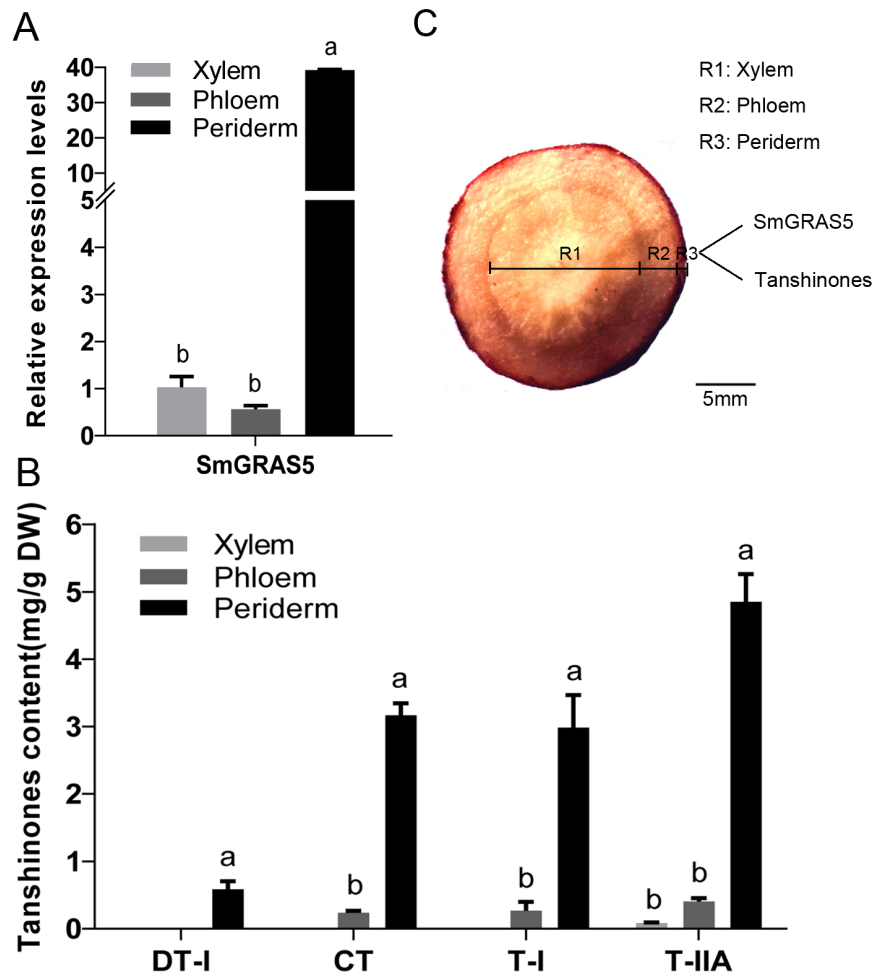 A
Relative expression levels
40
30
20
10
5
4
3
2
1
0
Xylem
Phloem
Periderm
a
b
b
SmGRAS5
C
R1: Xylem
R2: Phloem
R3: Periderm
R1
R2
R3
SmGRAS5
Tanshinones
5mm
B
Tanshinones content(mg/g DW)
6
5
4
3
2
1
0
Xylem
Phloem
Periderm
a
b
a
b
a
b
b
a
DT-I
CT
T-I
T-IIA